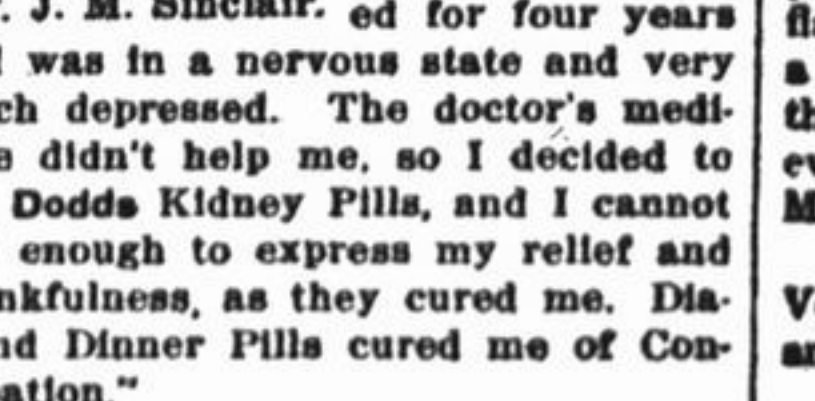 J. M. Sinclair. ed for four years
was in a nervous state and very
ch depressed. The doctor's medi-
e didn't help me, so I decided to
Dodds Kidney Pills, and I cannot
enough to express my relief and
nkfulness, as they cured me. Dia-
nd Dinner Pills cured me of Con-
ation."